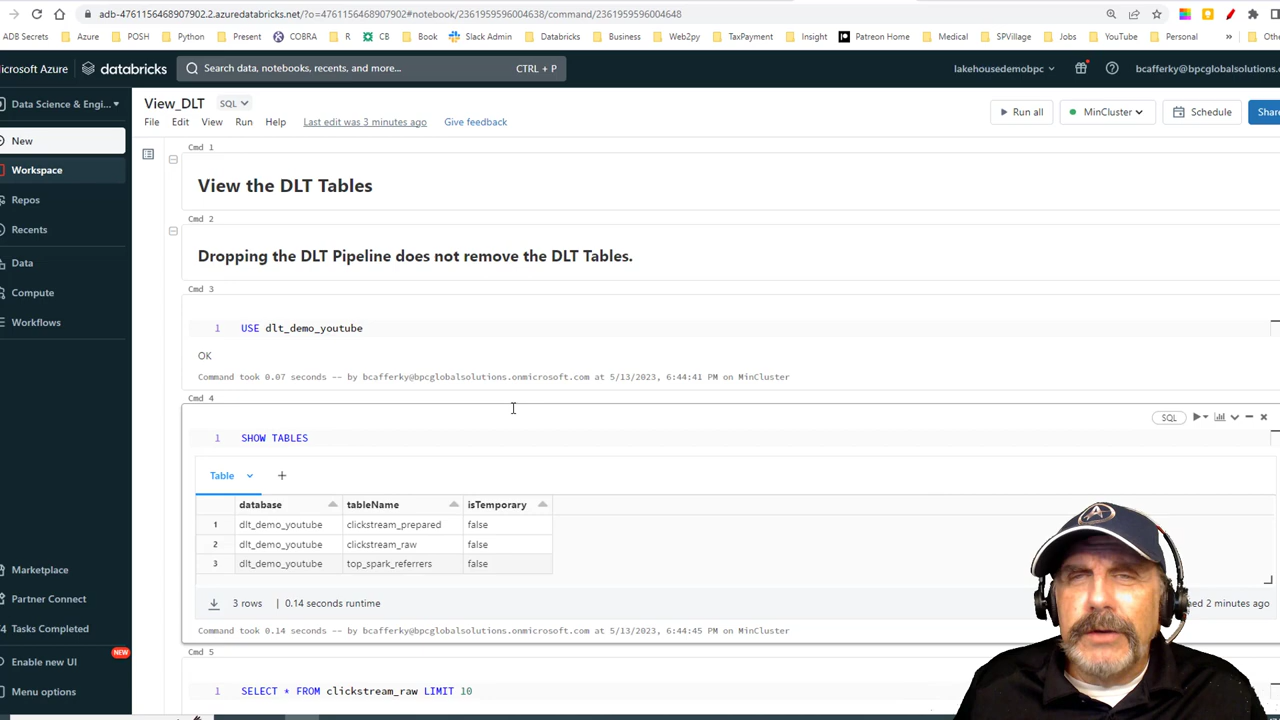 adb-4761156468907902.2.azuredatabricks.net/?o=4761156468907902#notebook/2361959596004638/command/2361959596004648
ADB Secrets Azure POSH Python Present COBRA R CB Book Slack Admin Databricks Business Web2py TaxPayment Insight Patreon Home Medical SPVillage Jobs YouTube Personal » Othe
icrosoft Azure databricks Search data, notebooks, recents, and more... CTRL + P lakehousedemobpc bcafferky@bpcglobalsolutions.
Data Science & Engi...
New
Workspace
Repos
Recents
Data
Compute
Workflows
Marketplace
Partner Connect
Tasks Completed
Enable new UI NEW
Menu options
View_DLT SQL
File Edit View Run Help Last edit was 3 minutes ago Give feedback
Run all MinCluster Schedule Share
Cmd 1
View the DLT Tables
Cmd 2
Dropping the DLT Pipeline does not remove the DLT Tables.
Cmd 3
1 USE dlt_demo_youtube
OK
Command took 0.07 seconds -- by bcafferky@bpcglobalsolutions.onmicrosoft.com at 5/13/2023, 6:44:41 PM on MinCluster
Cmd 4
SQL
1 SHOW TABLES
Table +
database tableName isTemporary
1 dlt_demo_youtube clickstream_prepared false
2 dlt_demo_youtube clickstream_raw false
3 dlt_demo_youtube top_spark_referrers false
3 rows | 0.14 seconds runtime ed 2 minutes ago
Command took 0.14 seconds -- by bcafferky@bpcglobalsolutions.onmicrosoft.com at 5/13/2023, 6:44:45 PM on MinCluster
Cmd 5
1 SELECT * FROM clickstream_raw LIMIT 10